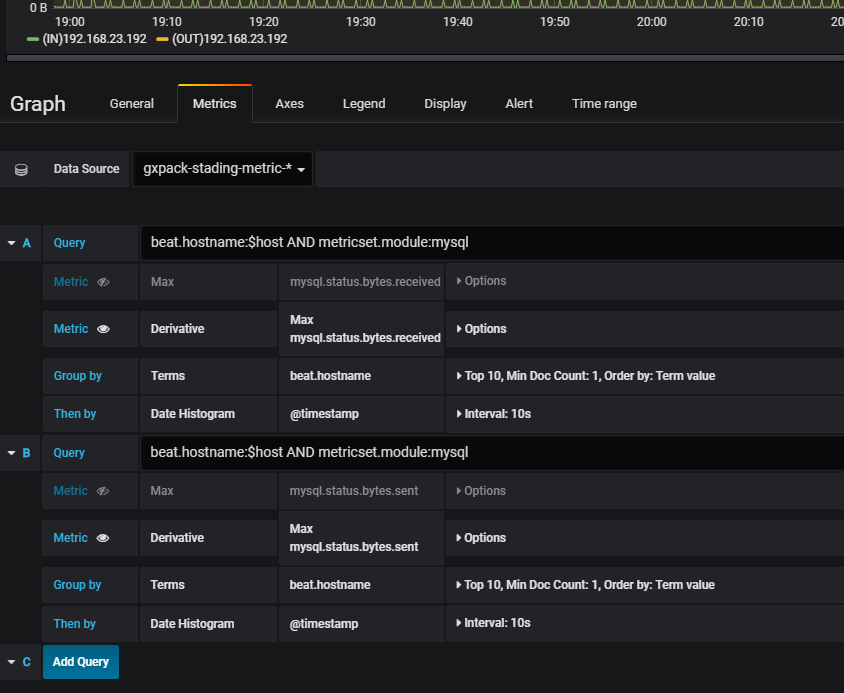 0 B
19:00 19:10 19:20 19:30 19:40 19:50 20:00 20:10 20
(IN)192.168.23.192 (OUT)192.168.23.192
Graph General Metrics Axes Legend Display Alert Time range
Data Source gxpack-stading-metric-*
A Query beat.hostname:$host AND metricset.module:mysql
Metric Max mysql.status.bytes.received Options
Metric Derivative Max mysql.status.bytes.received Options
Group by Terms beat.hostname Top 10, Min Doc Count: 1, Order by: Term value
Then by Date Histogram @timestamp Interval: 10s
B Query beat.hostname:$host AND metricset.module:mysql
Metric Max mysql.status.bytes.sent Options
Metric Derivative Max mysql.status.bytes.sent Options
Group by Terms beat.hostname Top 10, Min Doc Count: 1, Order by: Term value
Then by Date Histogram @timestamp Interval: 10s
C Add Query